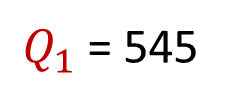 Q₁ = 545